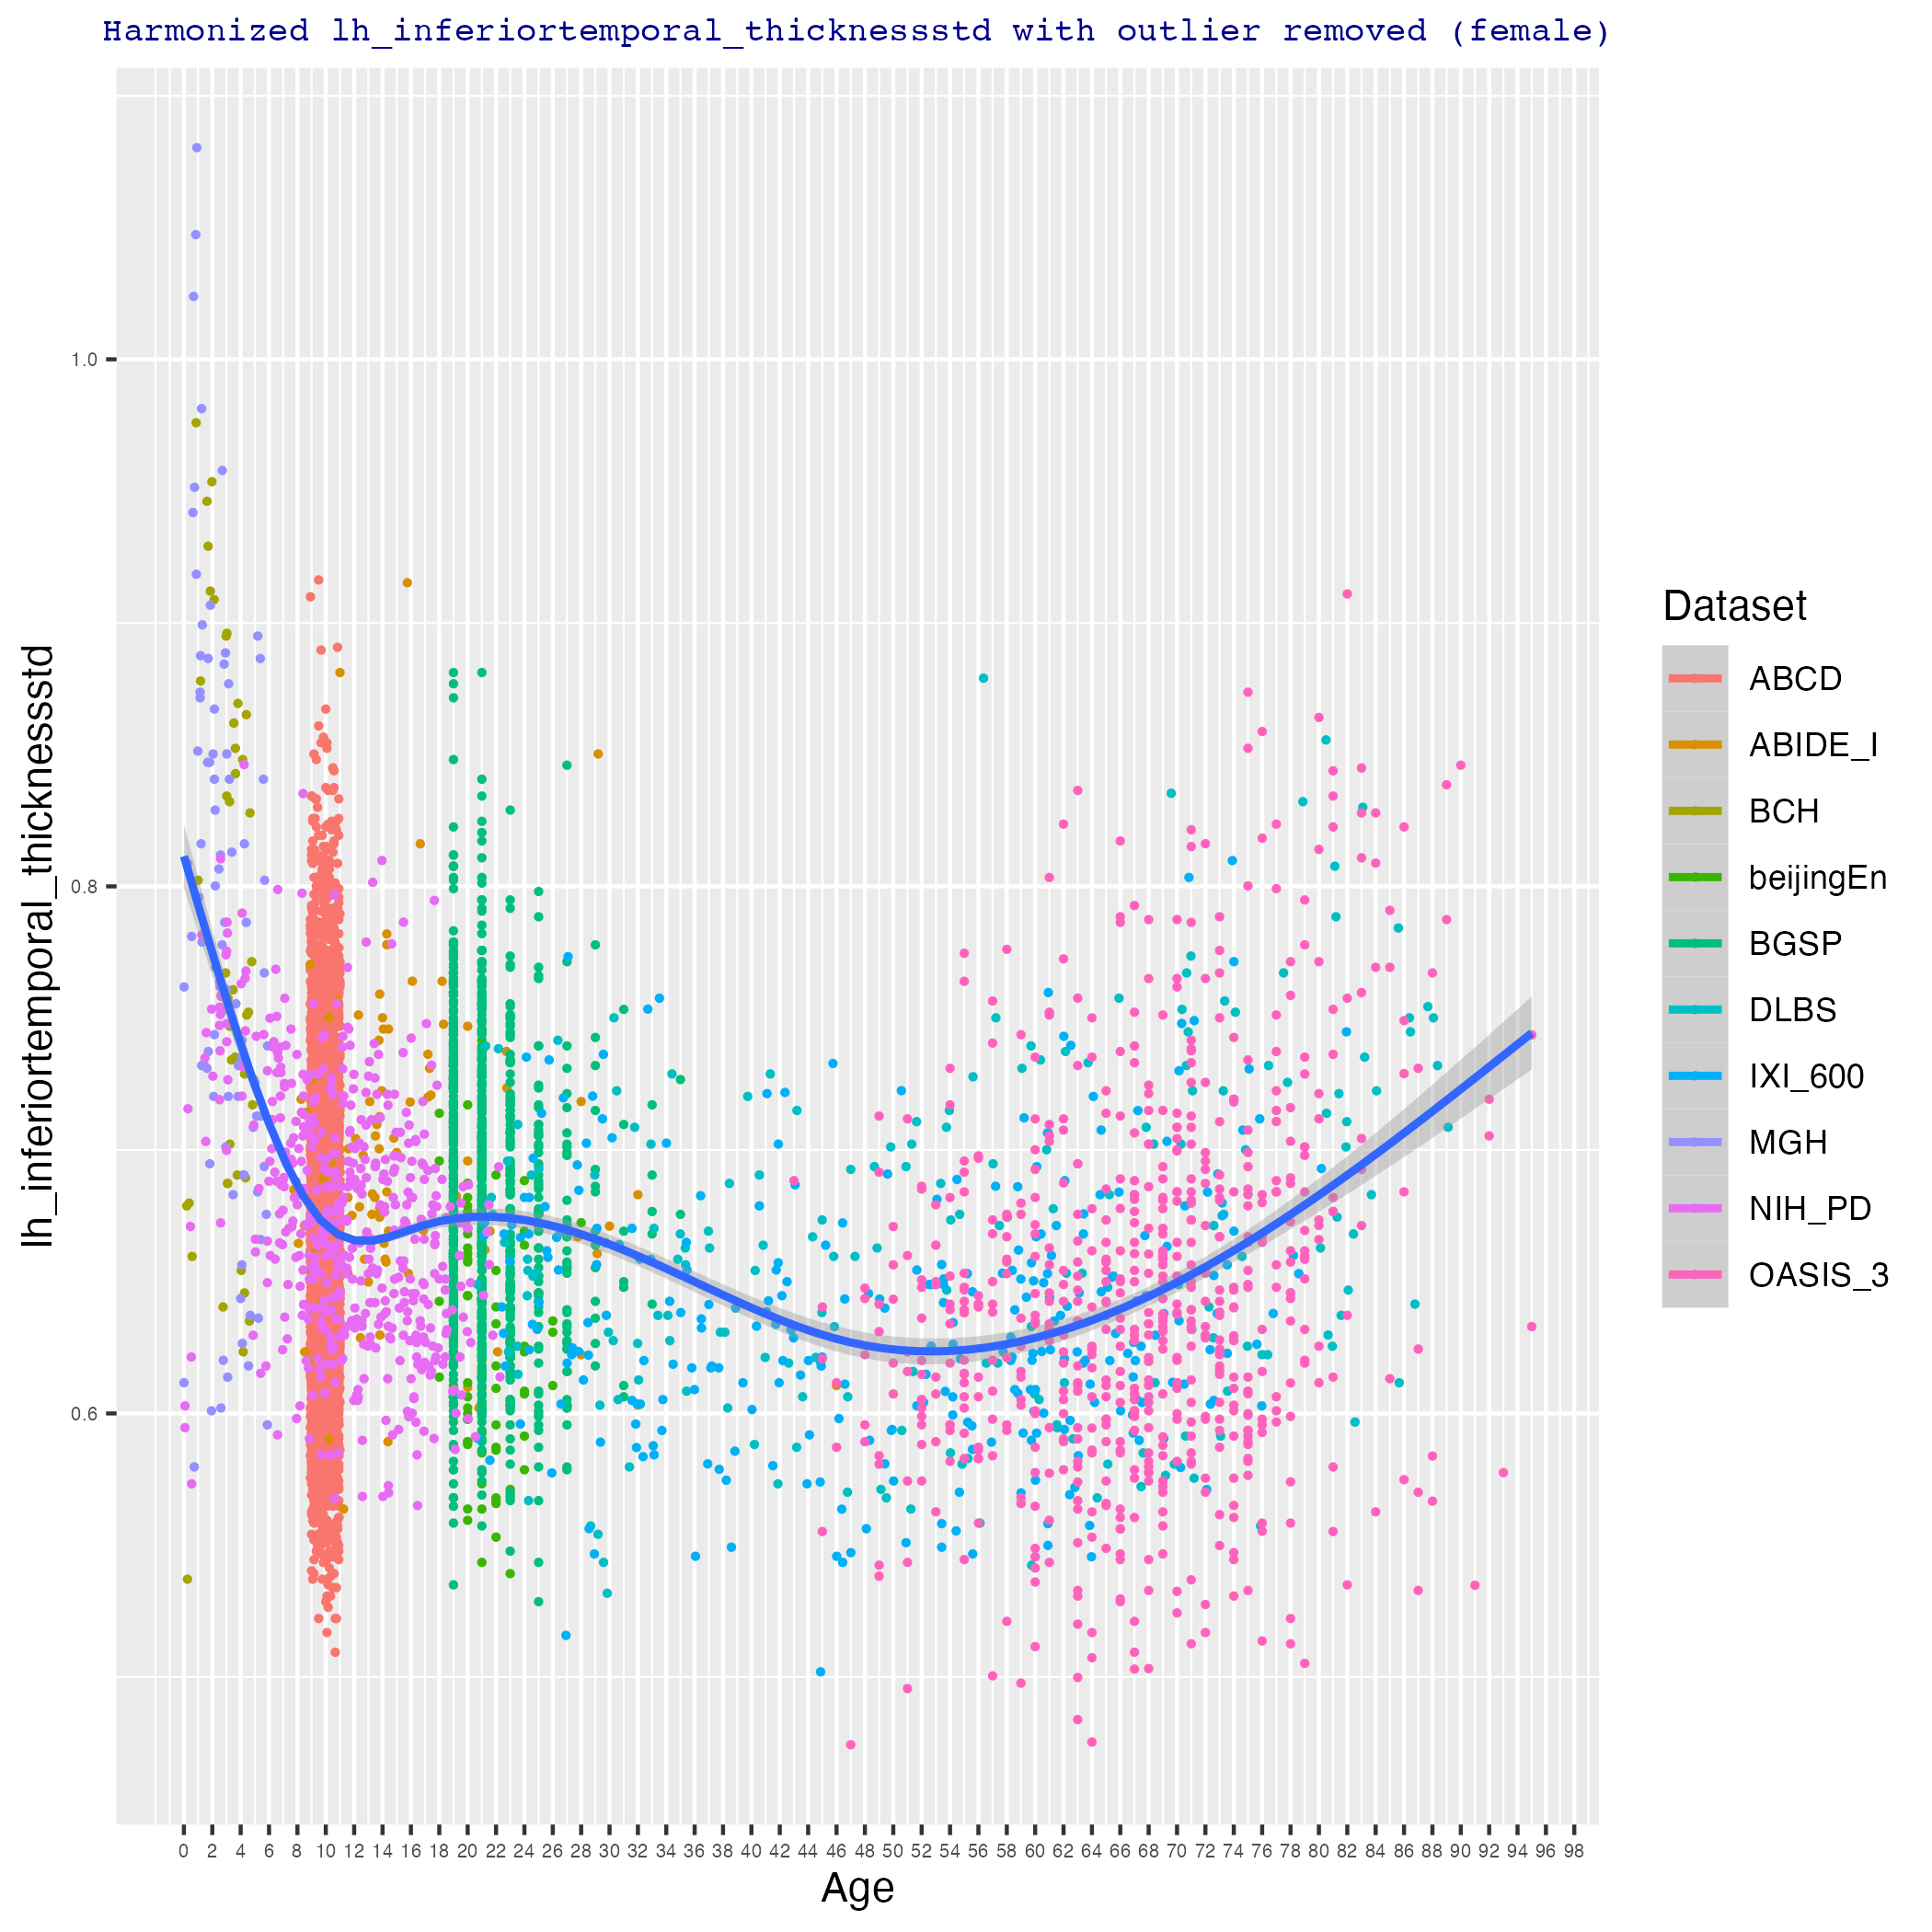 Harmonized lh_inferiortemporal_thicknessstd with outlier removed (female)
lh_inferiortemporal_thicknessstd
1.0
0.8
0.6
0 2 4 6 8 10 12 14 16 18 20 22 24 26 28 30 32 34 36 38 40 42 44 46 48 50 52 54 56 58 60 62 64 66 68 70 72 74 76 78 80 82 84 86 88 90 92 94 96 98
Age
Dataset
ABCD
ABIDE_I
BCH
beijingEn
BGSP
DLBS
IXI_600
MGH
NIH_PD
OASIS_3